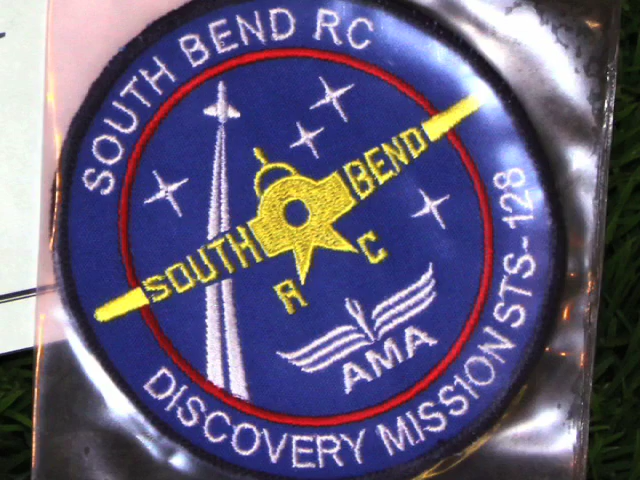 SOUTH BEND RC
SOUTH BEND
R C
AMA
DISCOVERY MISSION STS-128